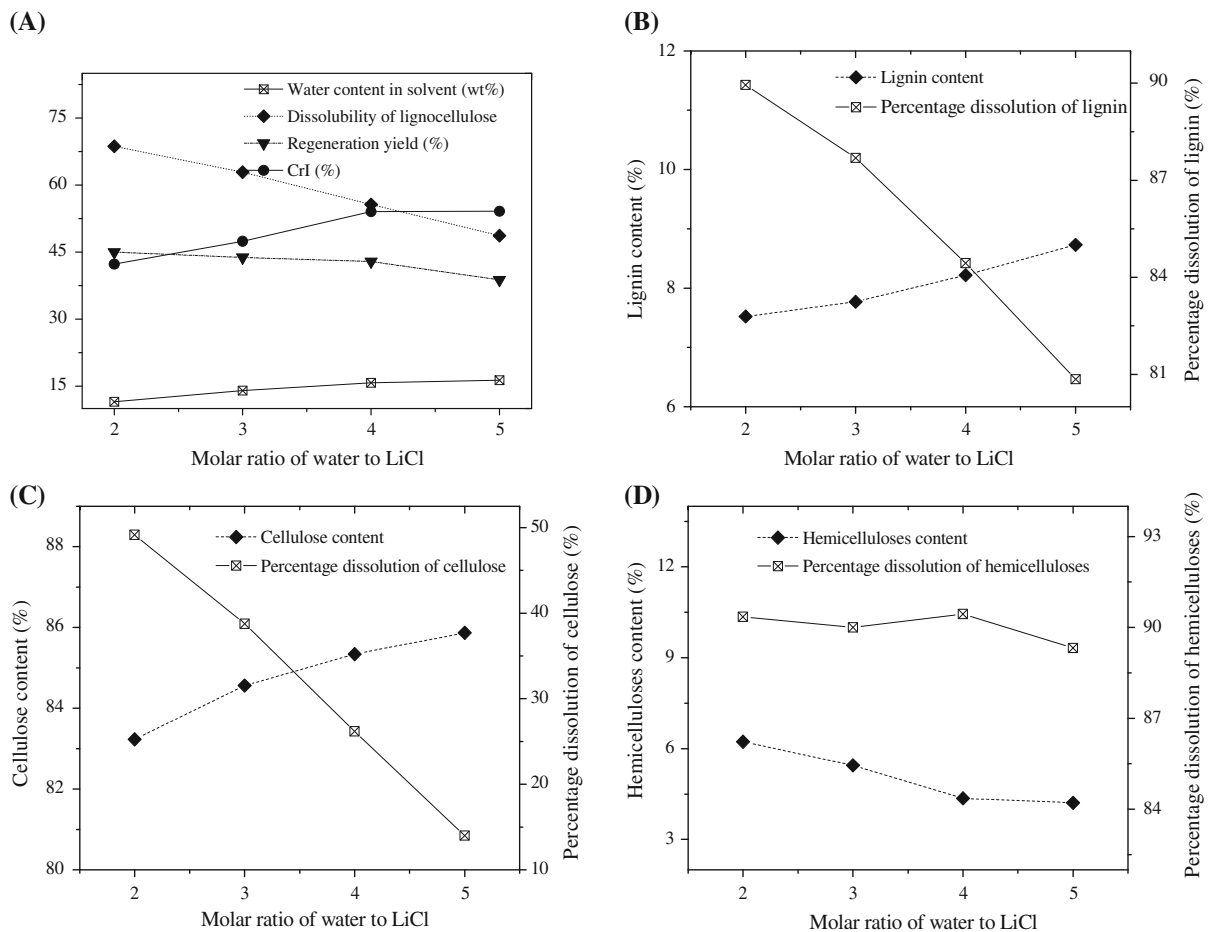 (A)
75
60
45
30
15
Water content in solvent (wt%)
Dissolubility of lignocellulose
Regeneration yield (%)
CrI (%)
2 3 4 5
Molar ratio of water to LiCl
(B)
Lignin content (%)
12
10
8
6
Lignin content
Percentage dissolution of lignin
90
87
84
81
Percentage dissolution of lignin (%)
2 3 4 5
Molar ratio of water to LiCl
(C)
Cellulose content (%)
88
86
84
82
80
Cellulose content
Percentage dissolution of cellulose
50
40
30
20
10
Percentage dissolution of cellulose (%)
2 3 4 5
Molar ratio of water to LiCl
(D)
Hemicelluloses content (%)
12
9
6
3
Hemicelluloses content
Percentage dissolution of hemicelluloses
93
90
87
84
Percentage dissolution of hemicelluloses (%)
2 3 4 5
Molar ratio of water to LiCl